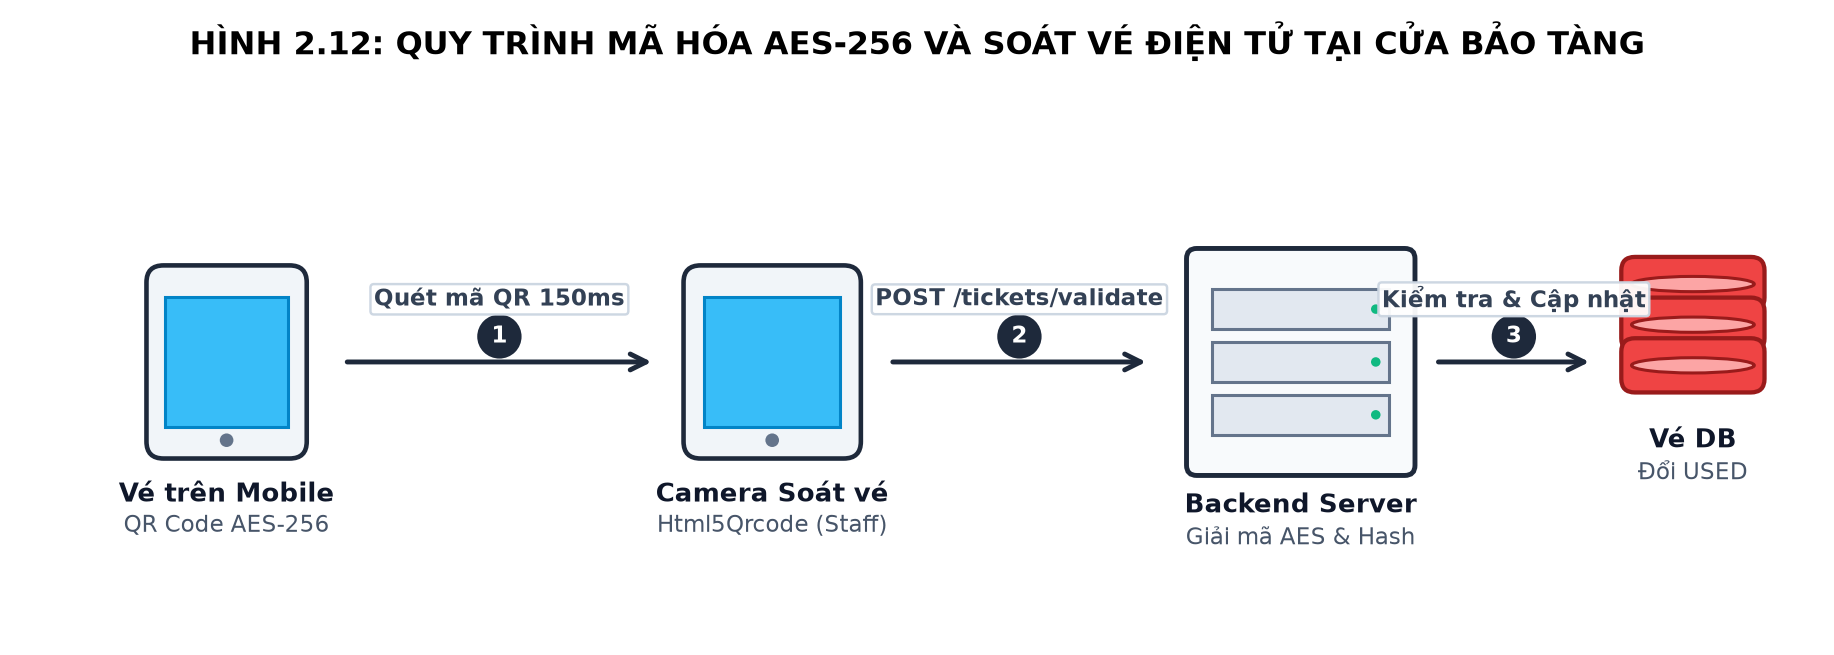 HÌNH 2.12: QUY TRÌNH MÃ HÓA AES-256 VÀ SOÁT VÉ ĐIỆN TỬ TẠI CỬA BẢO TÀNG
Quét mã QR 150ms
1
POST /tickets/validate
2
Kiểm tra & Cập nhật
3
Vé trên Mobile
QR Code AES-256
Camera Soát vé
Html5Qrcode (Staff)
Backend Server
Giải mã AES & Hash
Vé DB
Đổi USED